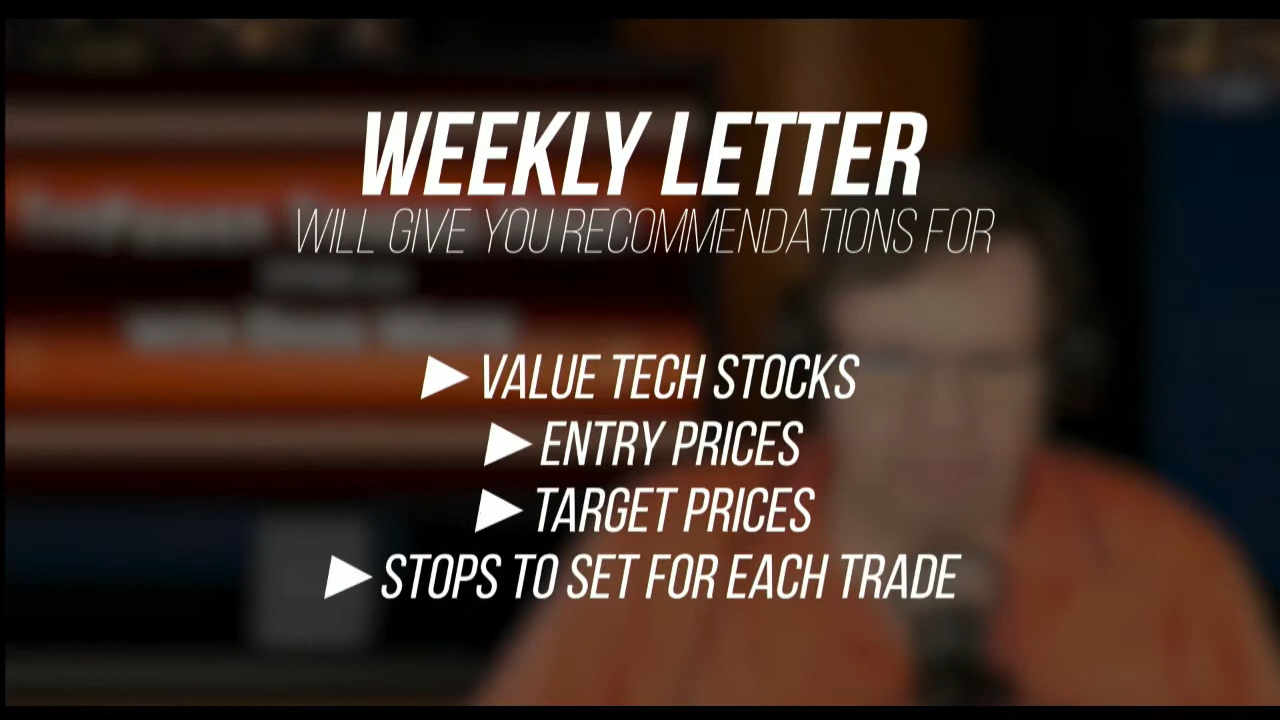 WEEKLY LETTER
WILL GIVE YOU RECOMMENDATIONS FOR
► VALUE TECH STOCKS
► ENTRY PRICES
► TARGET PRICES
► STOPS TO SET FOR EACH TRADE